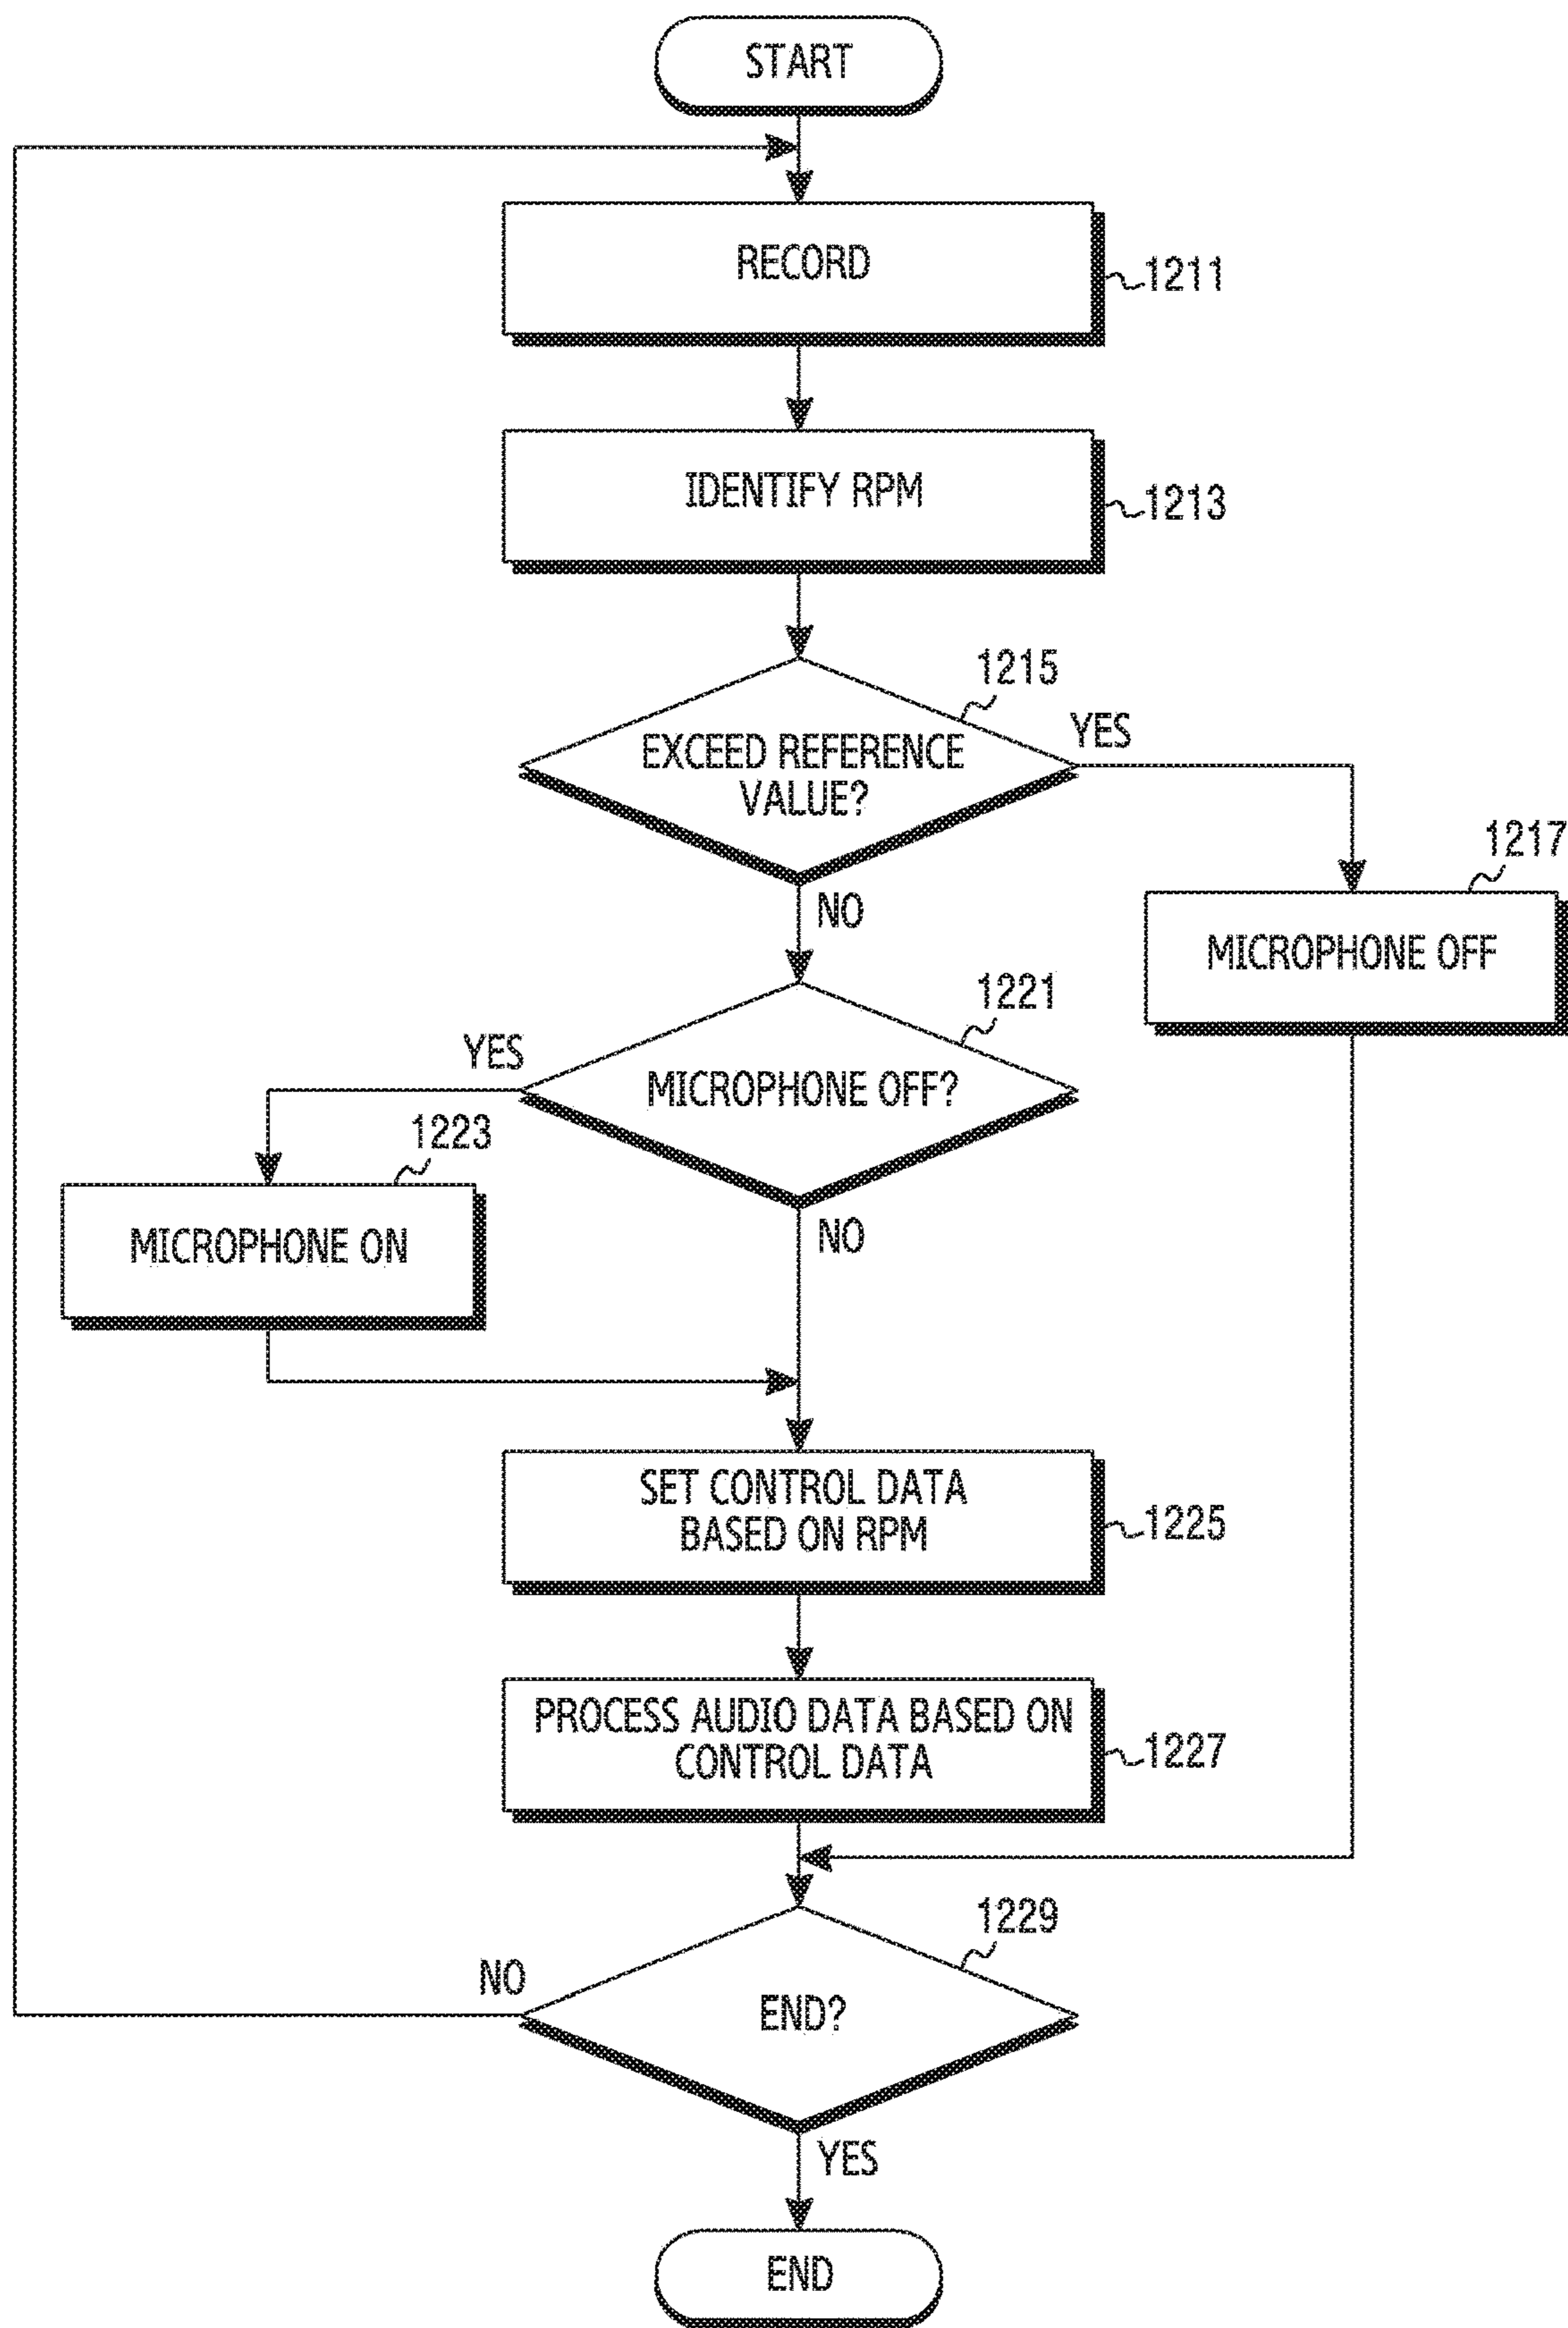 START
RECORD
1211
IDENTIFY RPM
1213
1215
EXCEED REFERENCE
VALUE?
YES
NO
1217
MICROPHONE OFF
1221
MICROPHONE OFF?
YES
NO
1223
MICROPHONE ON
SET CONTROL DATA
BASED ON RPM
1225
PROCESS AUDIO DATA BASED ON
CONTROL DATA
1227
1229
END?
NO
YES
END